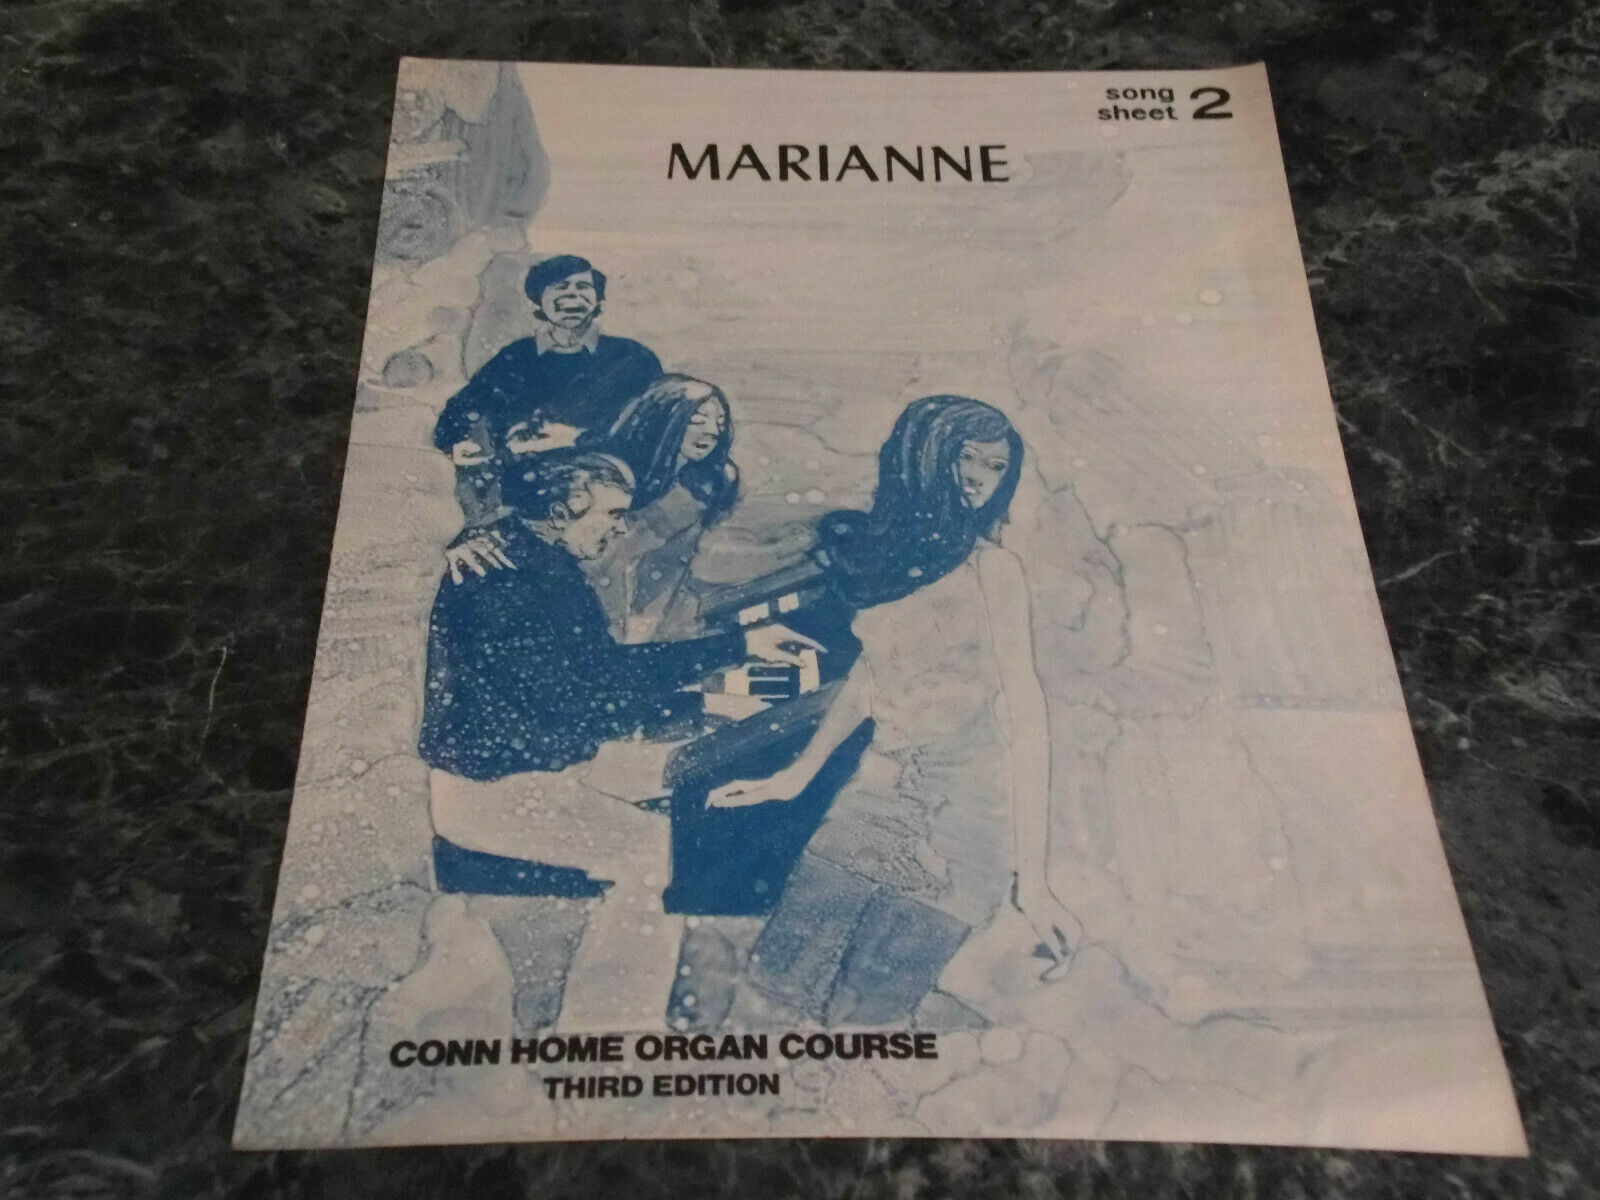 song
sheet 2
MARIANNE
CONN HOME ORGAN COURSE
THIRD EDITION